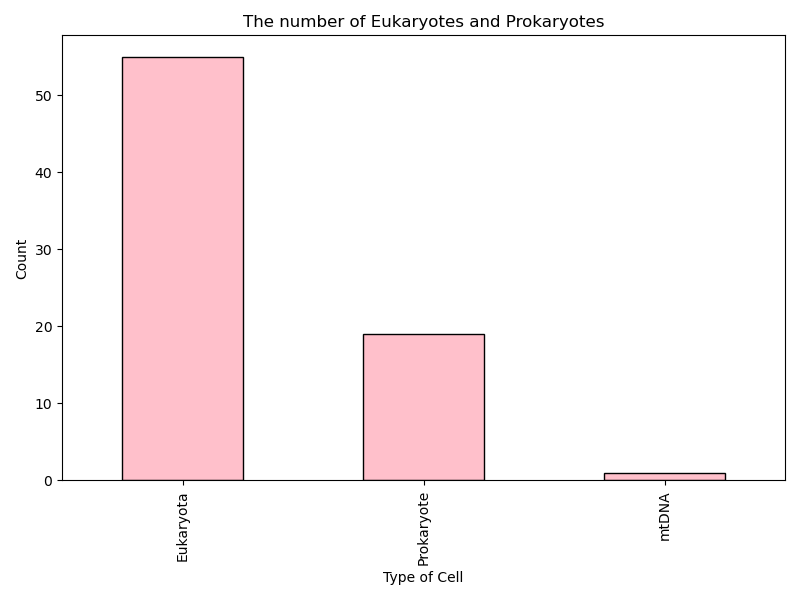 The number of Eukaryotes and Prokaryotes
Count
50
40
30
20
10
0
Eukaryota
Prokaryote
mtDNA
Type of Cell